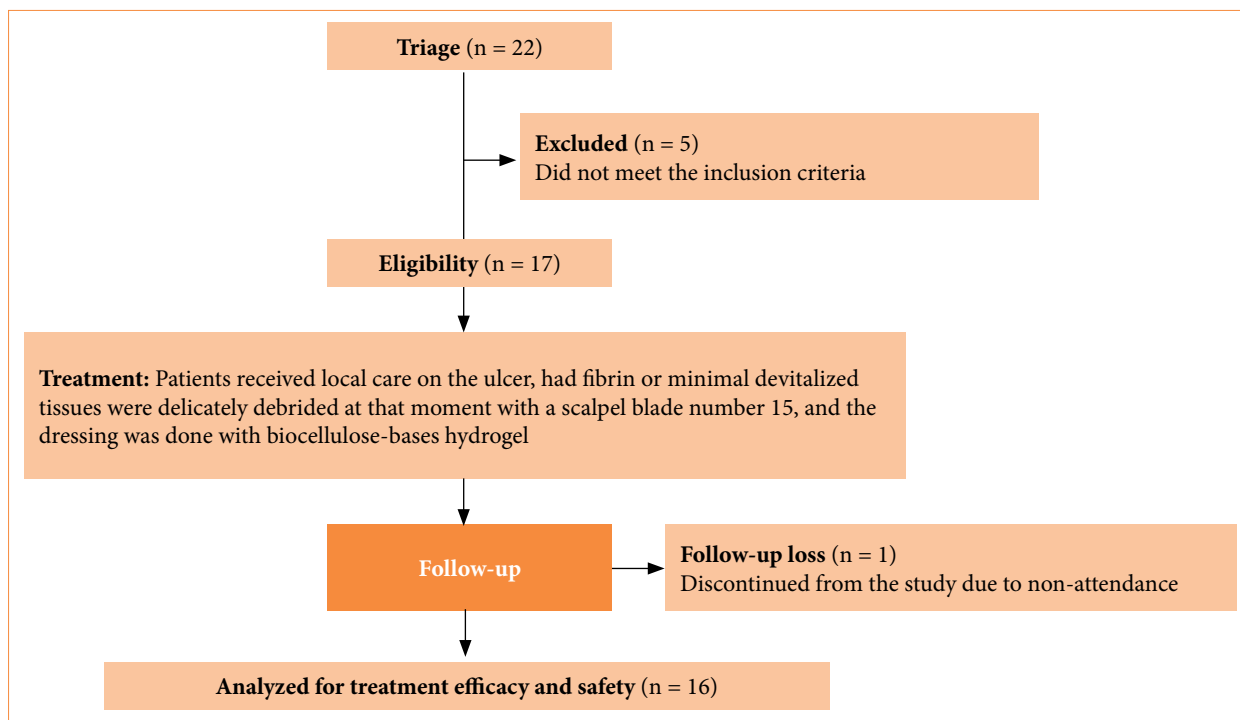 Triage (n = 22)
Excluded (n = 5)
Did not meet the inclusion criteria
Eligibility (n = 17)
Treatment: Patients received local care on the ulcer, had fibrin or minimal devitalized
tissues were delicately debrided at that moment with a scalpel blade number 15, and the
dressing was done with biocellulose-bases hydrogel
Follow-up
Follow-up loss (n = 1)
Discontinued from the study due to non-attendance
Analyzed for treatment efficacy and safety (n = 16)